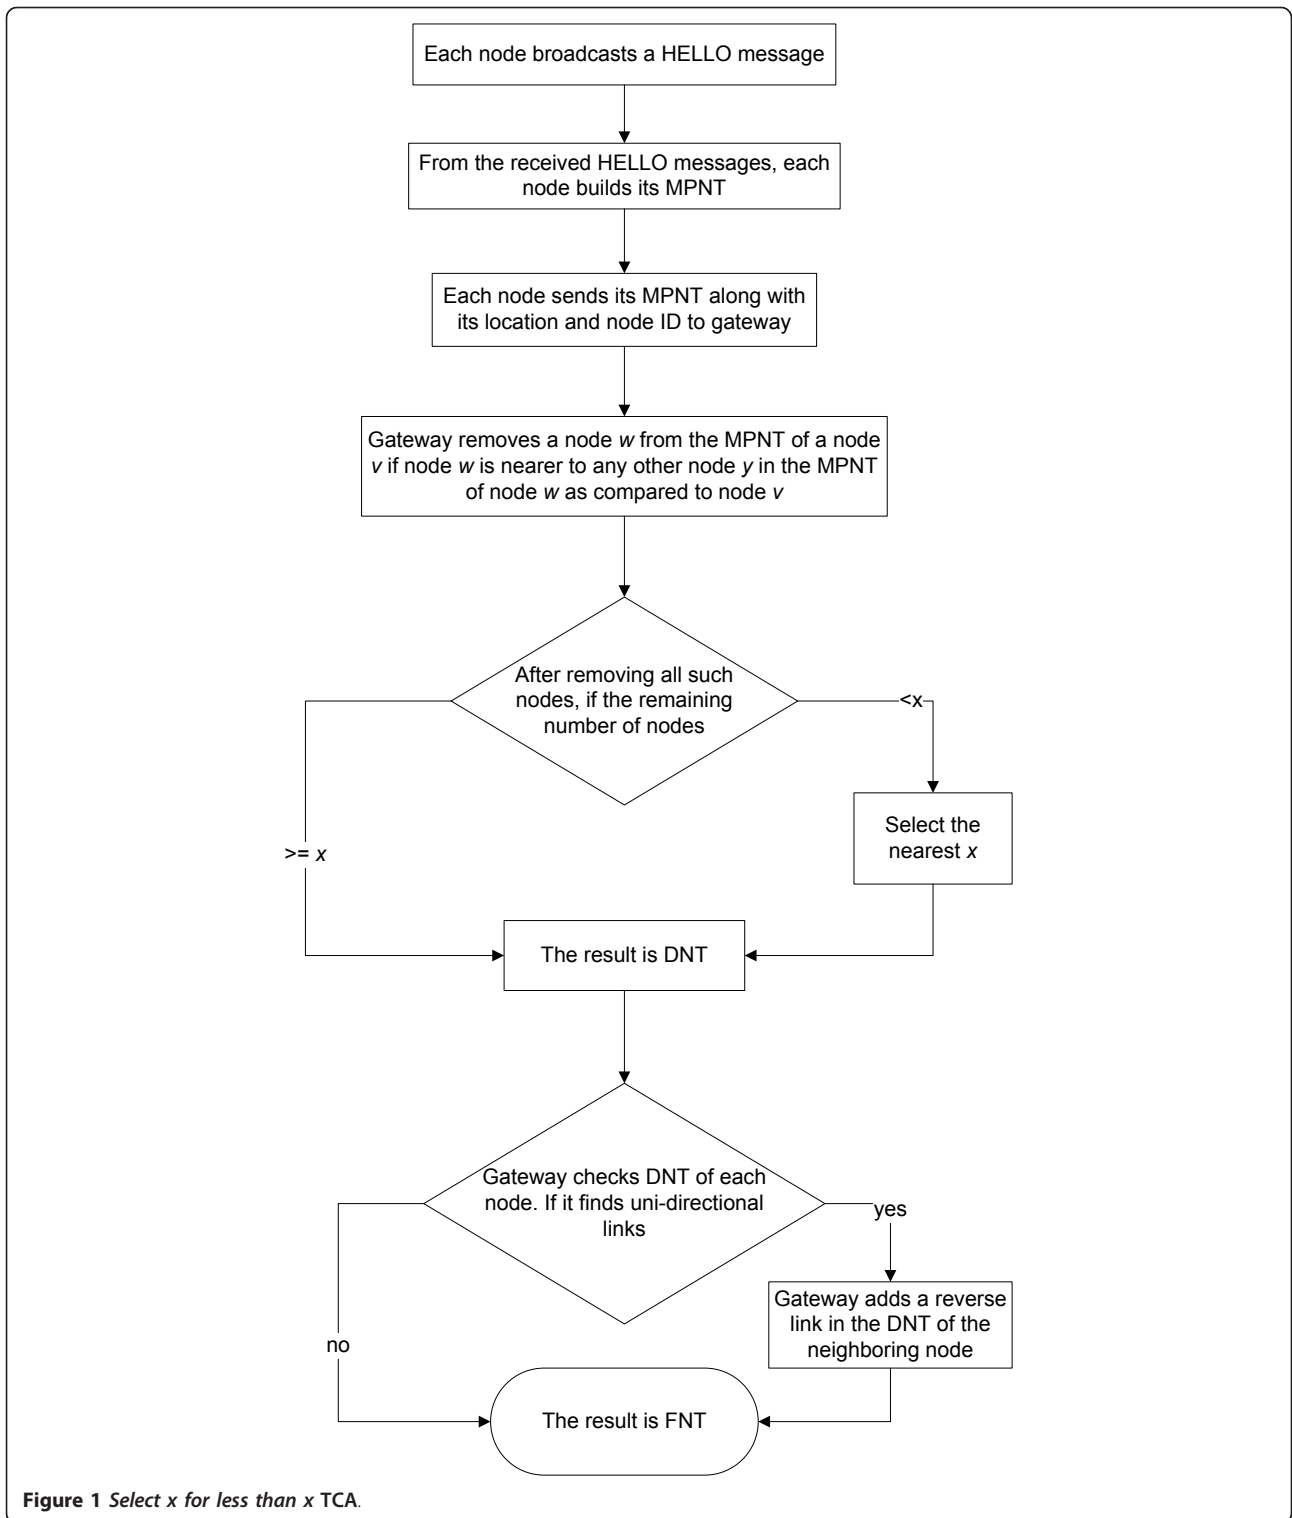 Each node broadcasts a HELLO message
From the received HELLO messages, each
node builds its MPNT
Each node sends its MPNT along with
its location and node ID to gateway
Gateway removes a node w from the MPNT of a node
v if node w is nearer to any other node y in the MPNT
of node w as compared to node v
After removing all such
nodes, if the remaining
number of nodes
<x
>= x
Select the
nearest x
The result is DNT
Gateway checks DNT of each
node. If it finds uni-directional
links
yes
no
Gateway adds a reverse
link in the DNT of the
neighboring node
The result is FNT
Figure 1 Select x for less than x TCA.